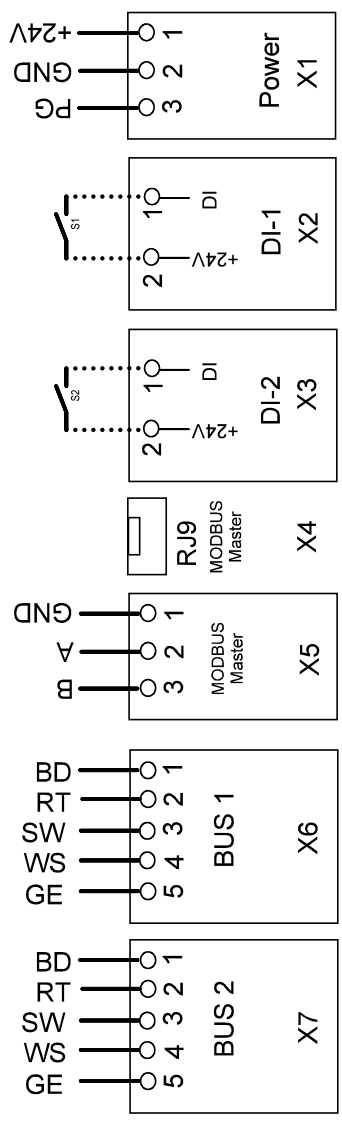 +24V 1
GND 2
PG 3
Power
X1
S1
1 DI
2 +24V
DI-1
X2
S2
1 DI
2 +24V
DI-2
X3
RJ9
MODBUS
Master
X4
GND 1
A 2
B 3
MODBUS
Master
X5
BD 1
RT 2
SW 3
WS 4
GE 5
BUS 1
X6
BD 1
RT 2
SW 3
WS 4
GE 5
BUS 2
X7